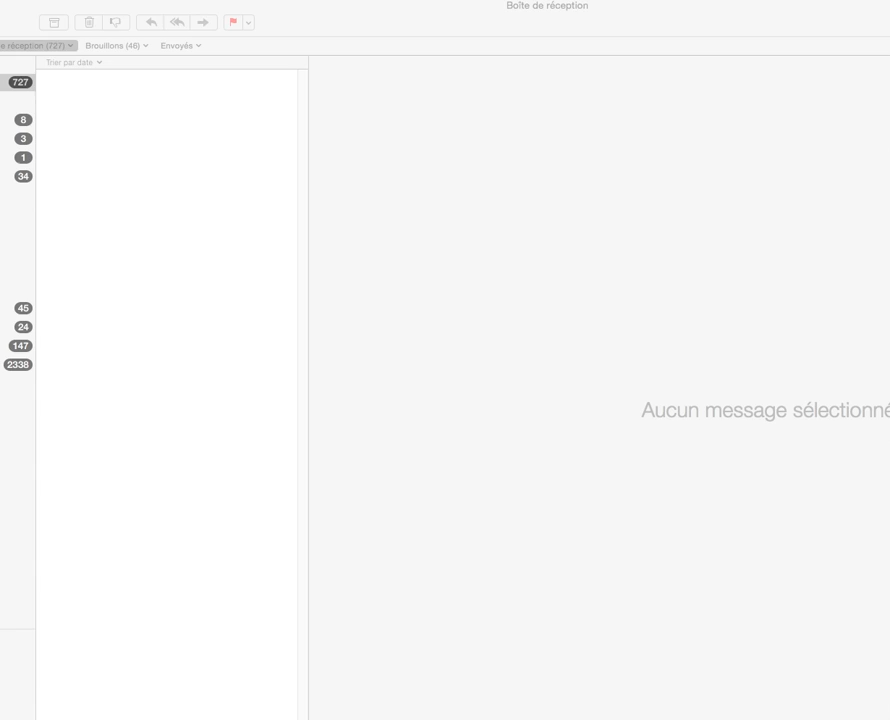 Boîte de réception
e réception (727) Brouillons (46) Envoyés
Trier par date
727
8
3
1
34
45
24
147
2338
Aucun message sélectionné